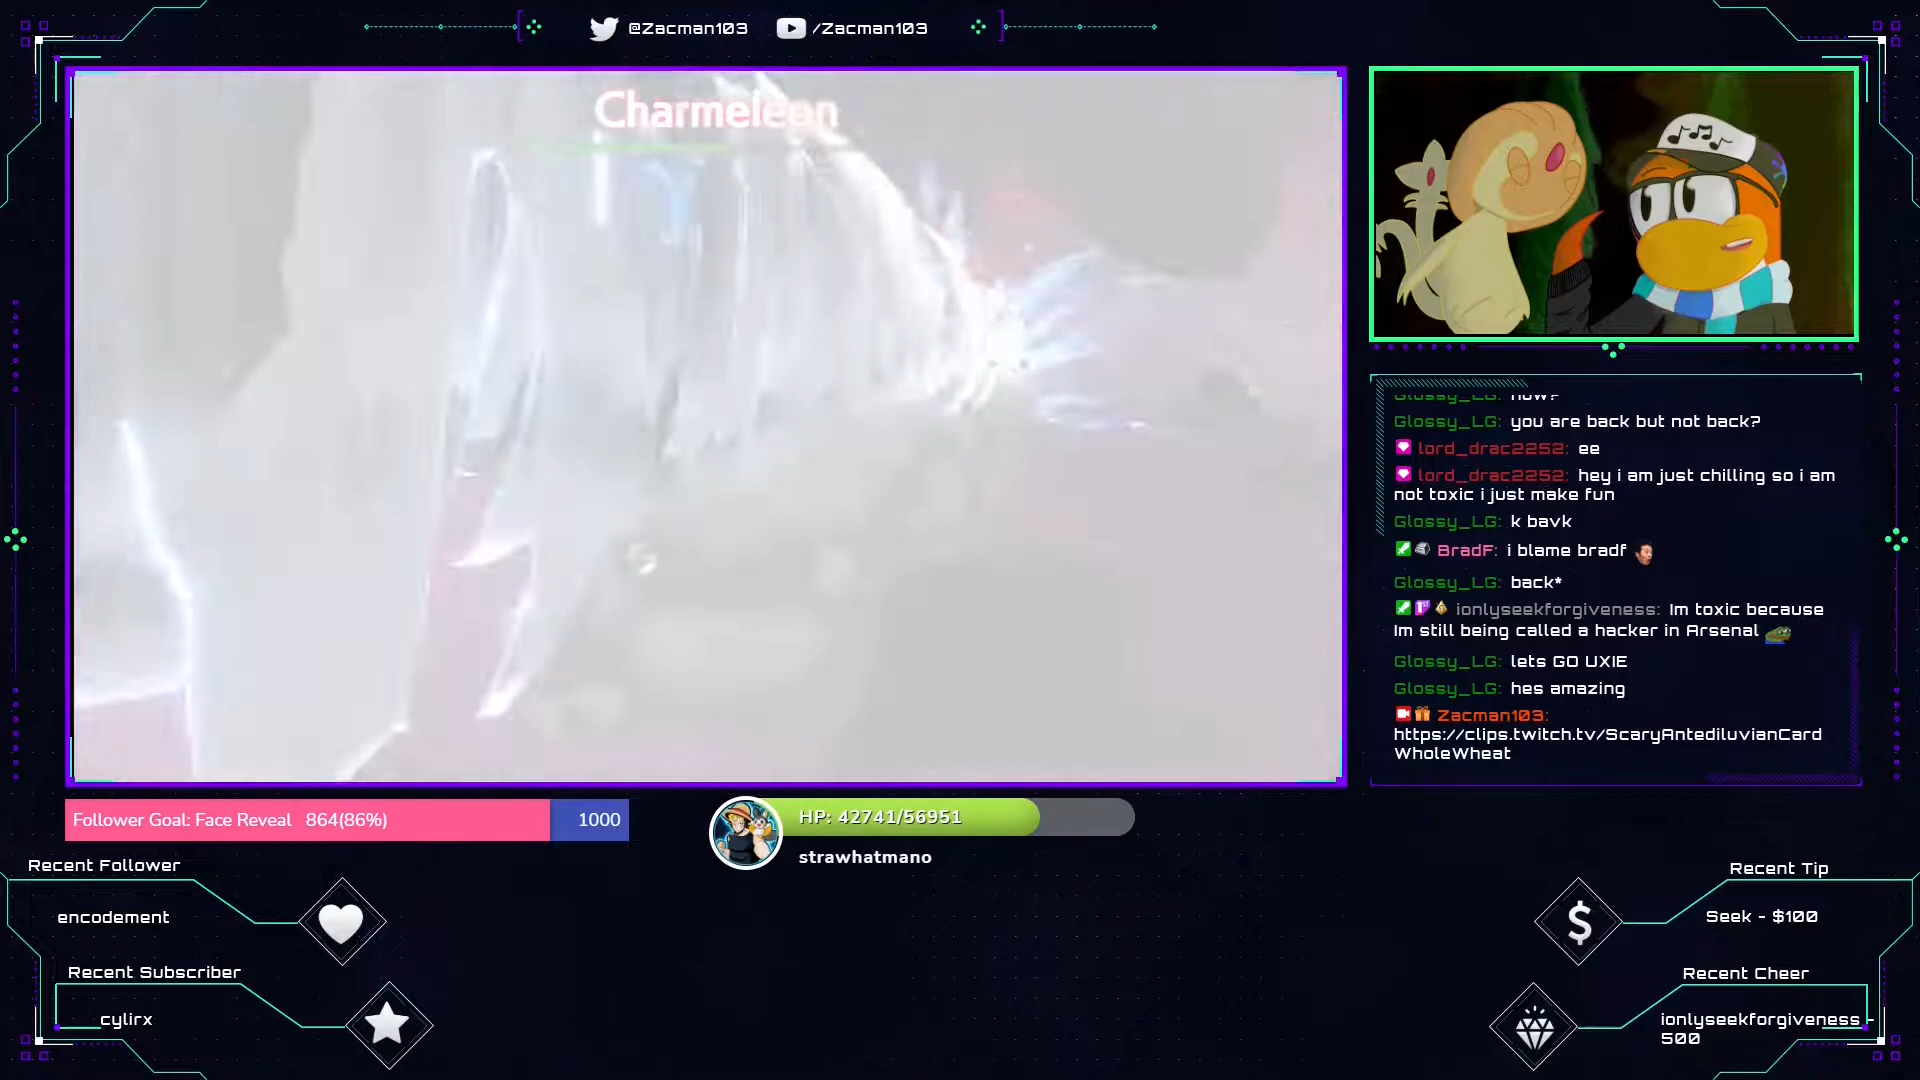 @Zacman103
/Zacman103
Charmeleon
Glossy_LG: how?
Glossy_LG: you are back but not back?
lord_drac2252: ee
lord_drac2252: hey i am just chilling so i am
not toxic i just make fun
Glossy_LG: k bavk
BradF: i blame bradf
Glossy_LG: back*
ionlyseekforgiveness: Im toxic because
Im still being called a hacker in Arsenal
Glossy_LG: lets GO UXIE
Glossy_LG: hes amazing
Zacman103:
https://clips.twitch.tv/ScaryAntediluvianCard
WholeWheat
Follower Goal: Face Reveal 864(86%)
1000
HP: 42741/56951
strawhatmano
Recent Follower
encodement
Recent Subscriber
cylirx
Recent Tip
Seek - $100
Recent Cheer
ionlyseekforgiveness -
500